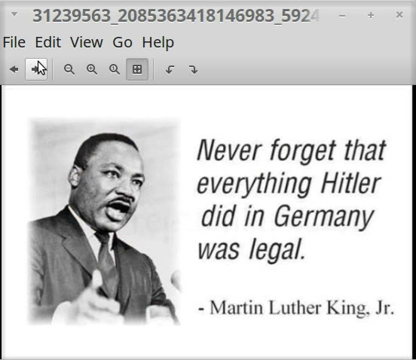 31239563_2085363418146983_5924
File Edit View Go Help
Never forget that
everything Hitler
did in Germany
was legal.
- Martin Luther King, Jr.